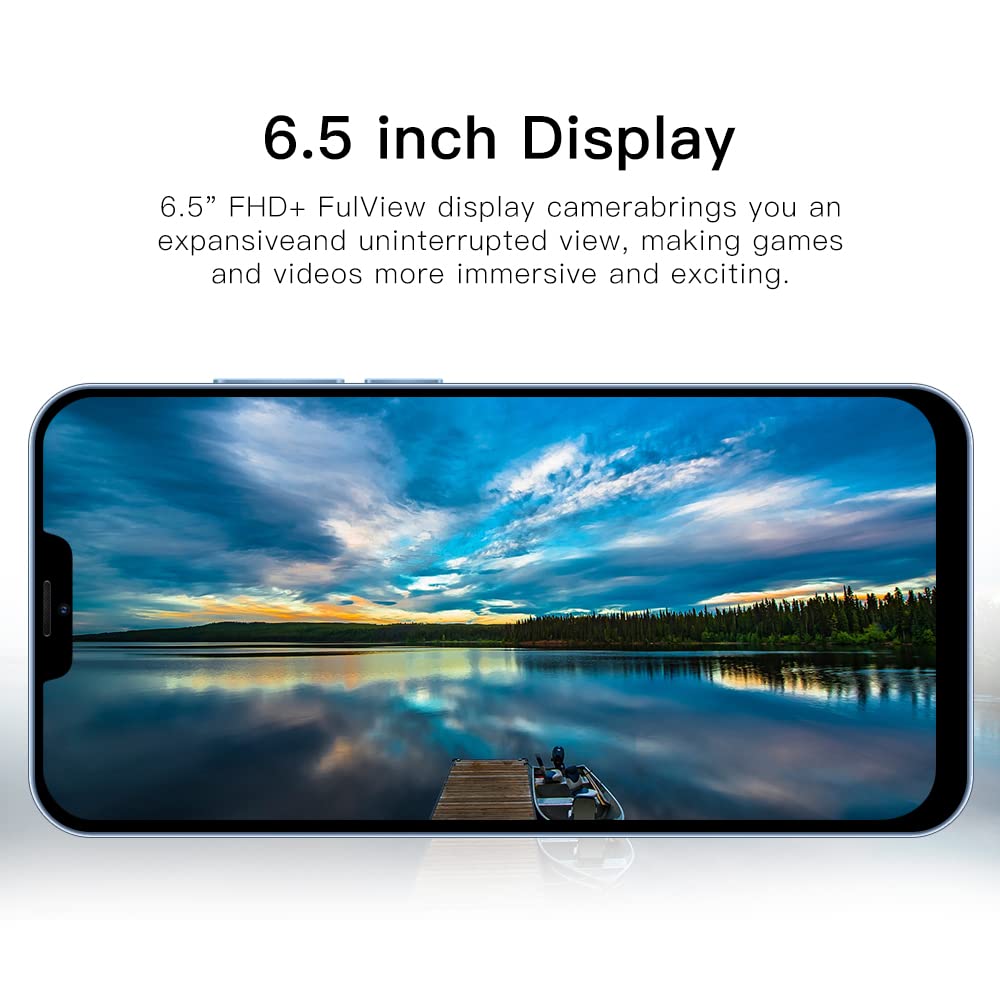 6.5 inch Display
6.5” FHD+ FulView display camerabrings you an
expansiveand uninterrupted view, making games
and videos more immersive and exciting.